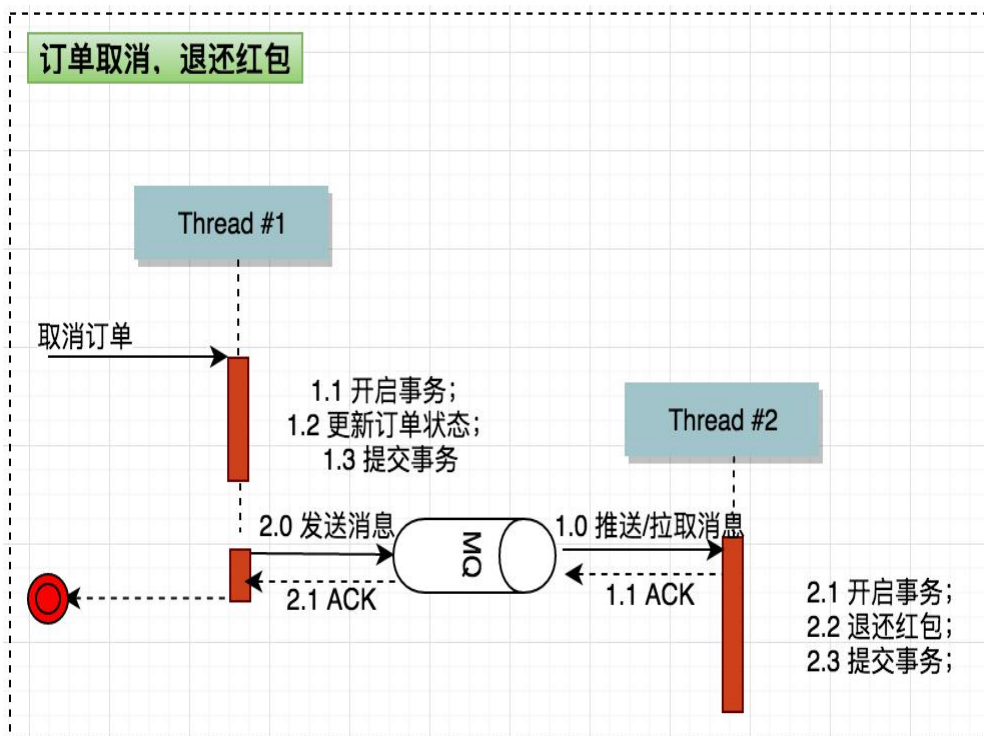 订单取消，退还红包
Thread #1
取消订单
1.1 开启事务；
1.2 更新订单状态；
1.3 提交事务
Thread #2
2.0 发送消息
MQ
1.0 推送/拉取消息
2.1 ACK
1.1 ACK
2.1 开启事务；
2.2 退还红包；
2.3 提交事务；